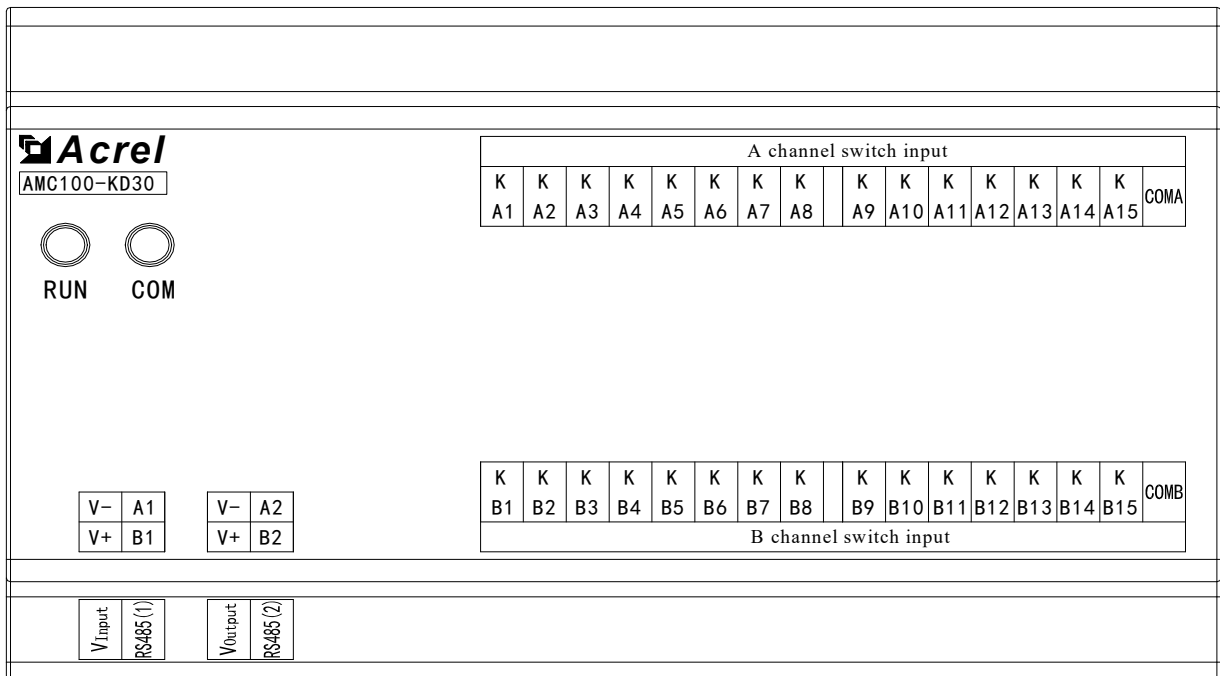 Acrel
AMC100-KD30
RUN COM
A channel switch input
K K K K K K K K K K K K K K K COMA
A1 A2 A3 A4 A5 A6 A7 A8 A9 A10 A11 A12 A13 A14 A15
K K K K K K K K K K K K K K K COMB
B1 B2 B3 B4 B5 B6 B7 B8 B9 B10 B11 B12 B13 B14 B15
B channel switch input
V- A1 V- A2
V+ B1 V+ B2
VInput RS485(1) VOutput RS485(2)